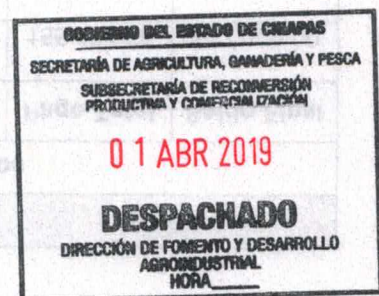 GOBIERNO DEL ESTADO DE CHIAPAS
SECRETARÍA DE AGRICULTURA, GANADERÍA Y PESCA
SUBSECRETARÍA DE RECONVERSIÓN
PRODUCTIVA Y COMERCIALIZACIÓN
0 1 ABR 2019
DESPACHADO
DIRECCIÓN DE FOMENTO Y DESARROLLO
AGROINDUSTRIAL
HORA